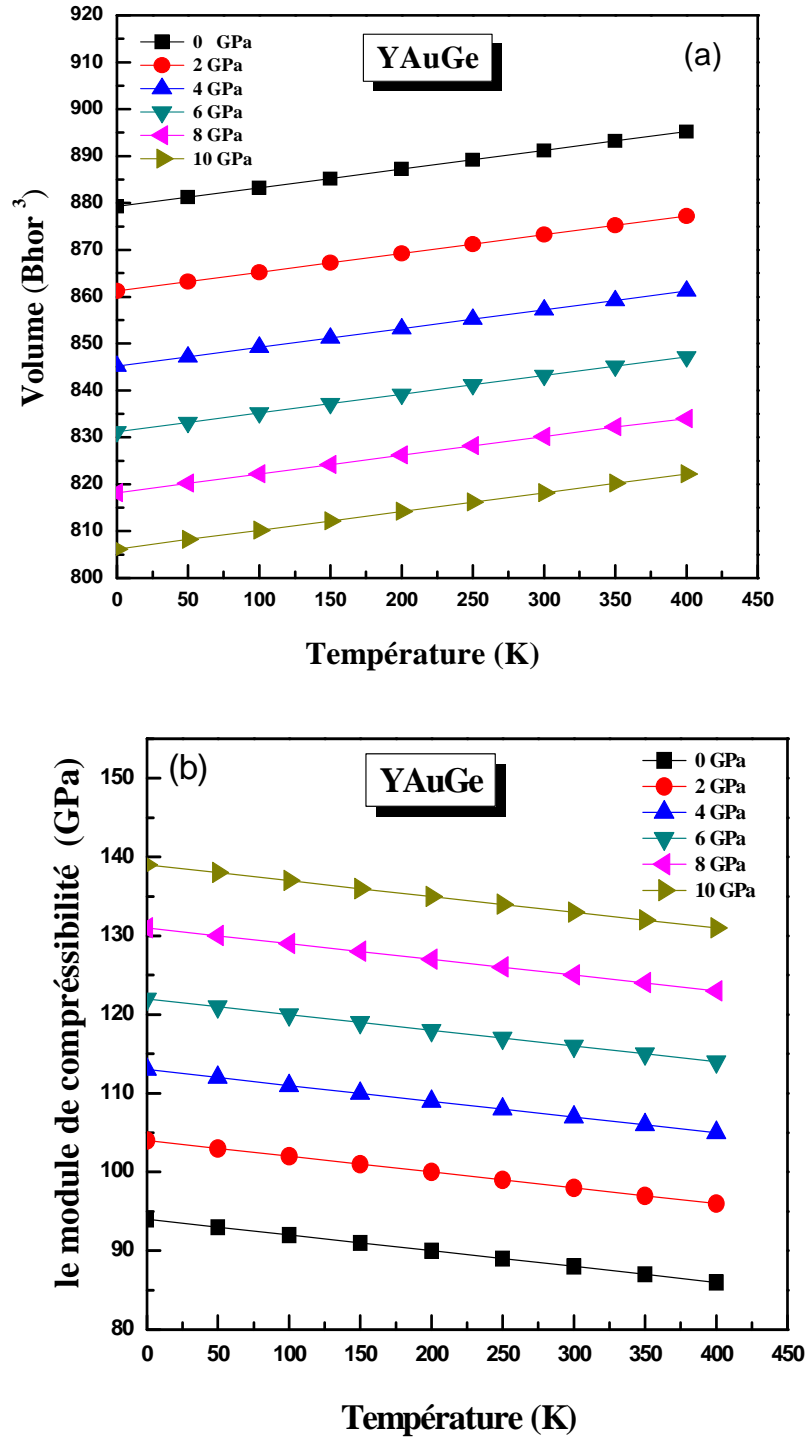 YAuGe
(a)
0 GPa
2 GPa
4 GPa
6 GPa
8 GPa
10 GPa
920
910
900
890
880
870
860
850
840
830
820
810
800
Volume (Bhor ³)
0 50 100 150 200 250 300 350 400 450
Température (K)
(b)
YAuGe
0 GPa
2 GPa
4 GPa
6 GPa
8 GPa
10 GPa
150
140
130
120
110
100
90
80
le module de compréssibilité (GPa)
0 50 100 150 200 250 300 350 400 450
Température (K)